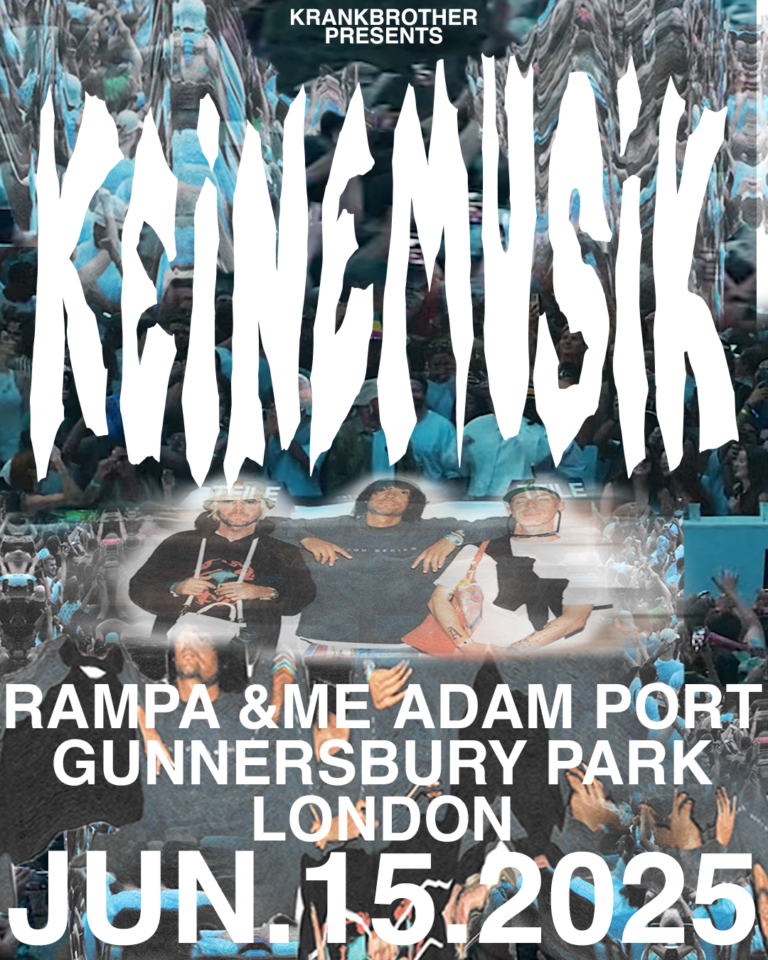 KRANKBROTHER
PRESENTS
KEiNEMUSiK
RAMPA &ME ADAM PORT
GUNNERSBURY PARK
LONDON
JUN.15.2025